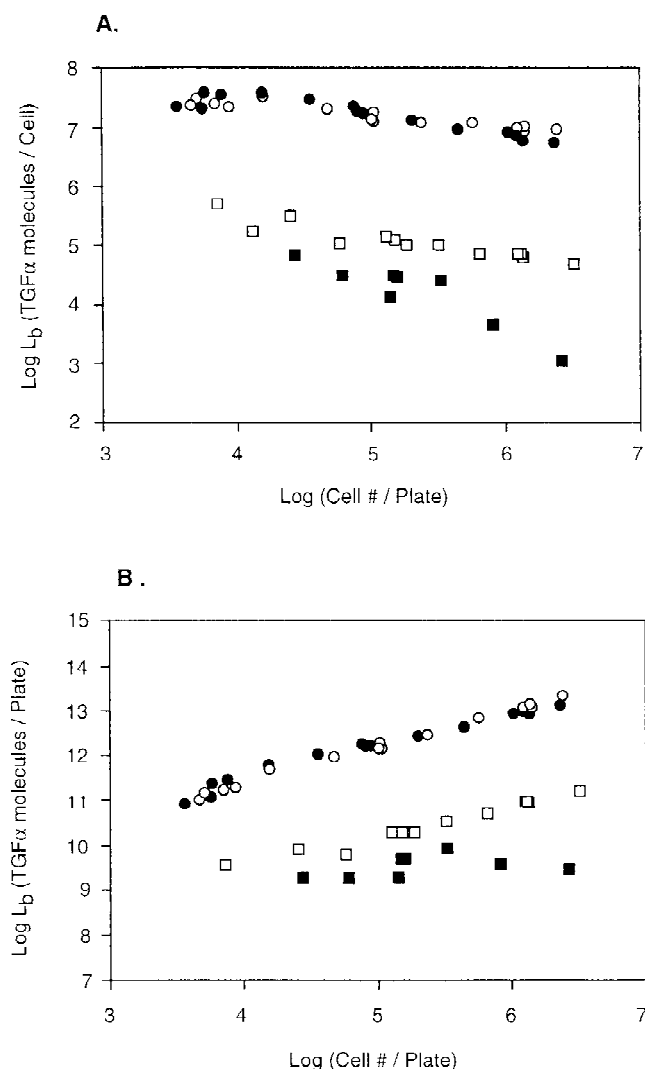 A.
8
7
6
5
4
3
2
Log Lb (TGFα molecules / Cell)
3 4 5 6 7
Log (Cell # / Plate)
B .
15
14
13
12
11
10
9
8
7
Log Lb (TGFα molecules / Plate)
3 4 5 6 7
Log (Cell # / Plate)